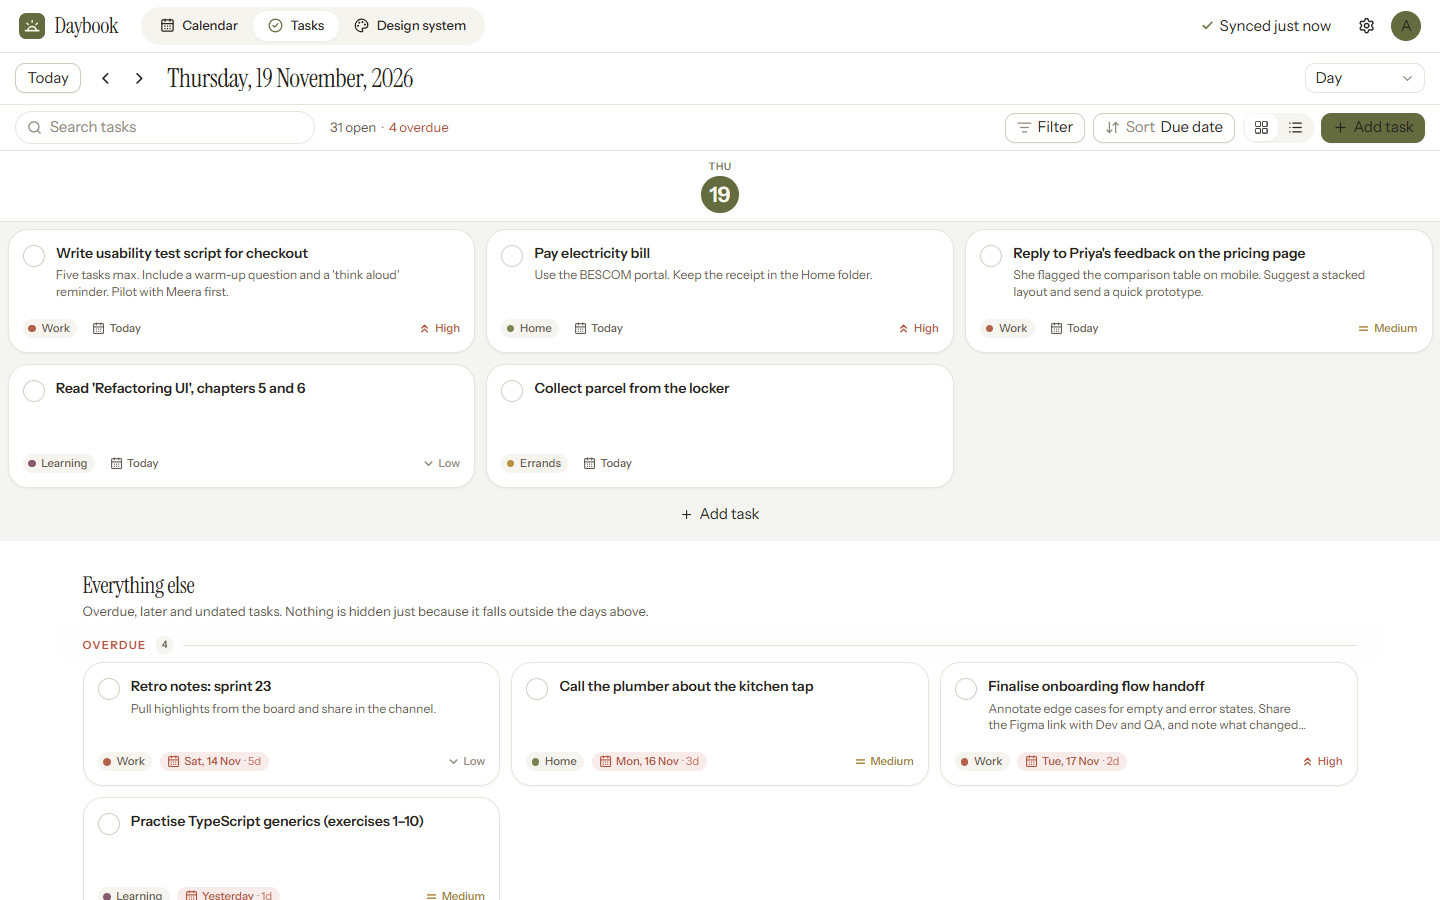 Daybook
Calendar
Tasks
Design system
Synced just now
A
Today
Thursday, 19 November, 2026
Day
Search tasks
31 open · 4 overdue
Filter
Sort Due date
+ Add task
THU
19
Write usability test script for checkout
Five tasks max. Include a warm-up question and a 'think aloud'
reminder. Pilot with Meera first.
Work
Today
High
Pay electricity bill
Use the BESCOM portal. Keep the receipt in the Home folder.
Home
Today
High
Reply to Priya's feedback on the pricing page
She flagged the comparison table on mobile. Suggest a stacked
layout and send a quick prototype.
Work
Today
Medium
Read 'Refactoring UI', chapters 5 and 6
Learning
Today
Low
Collect parcel from the locker
Errands
Today
+ Add task
Everything else
Overdue, later and undated tasks. Nothing is hidden just because it falls outside the days above.
OVERDUE 4
Retro notes: sprint 23
Pull highlights from the board and share in the channel.
Work
Sat, 14 Nov · 5d
Low
Call the plumber about the kitchen tap
Home
Mon, 16 Nov · 3d
Medium
Finalise onboarding flow handoff
Annotate edge cases for empty and error states. Share
the Figma link with Dev and QA, and note what changed...
Work
Tue, 17 Nov · 2d
High
Practise TypeScript generics (exercises 1–10)
Learning
Yesterday · 1d
Medium